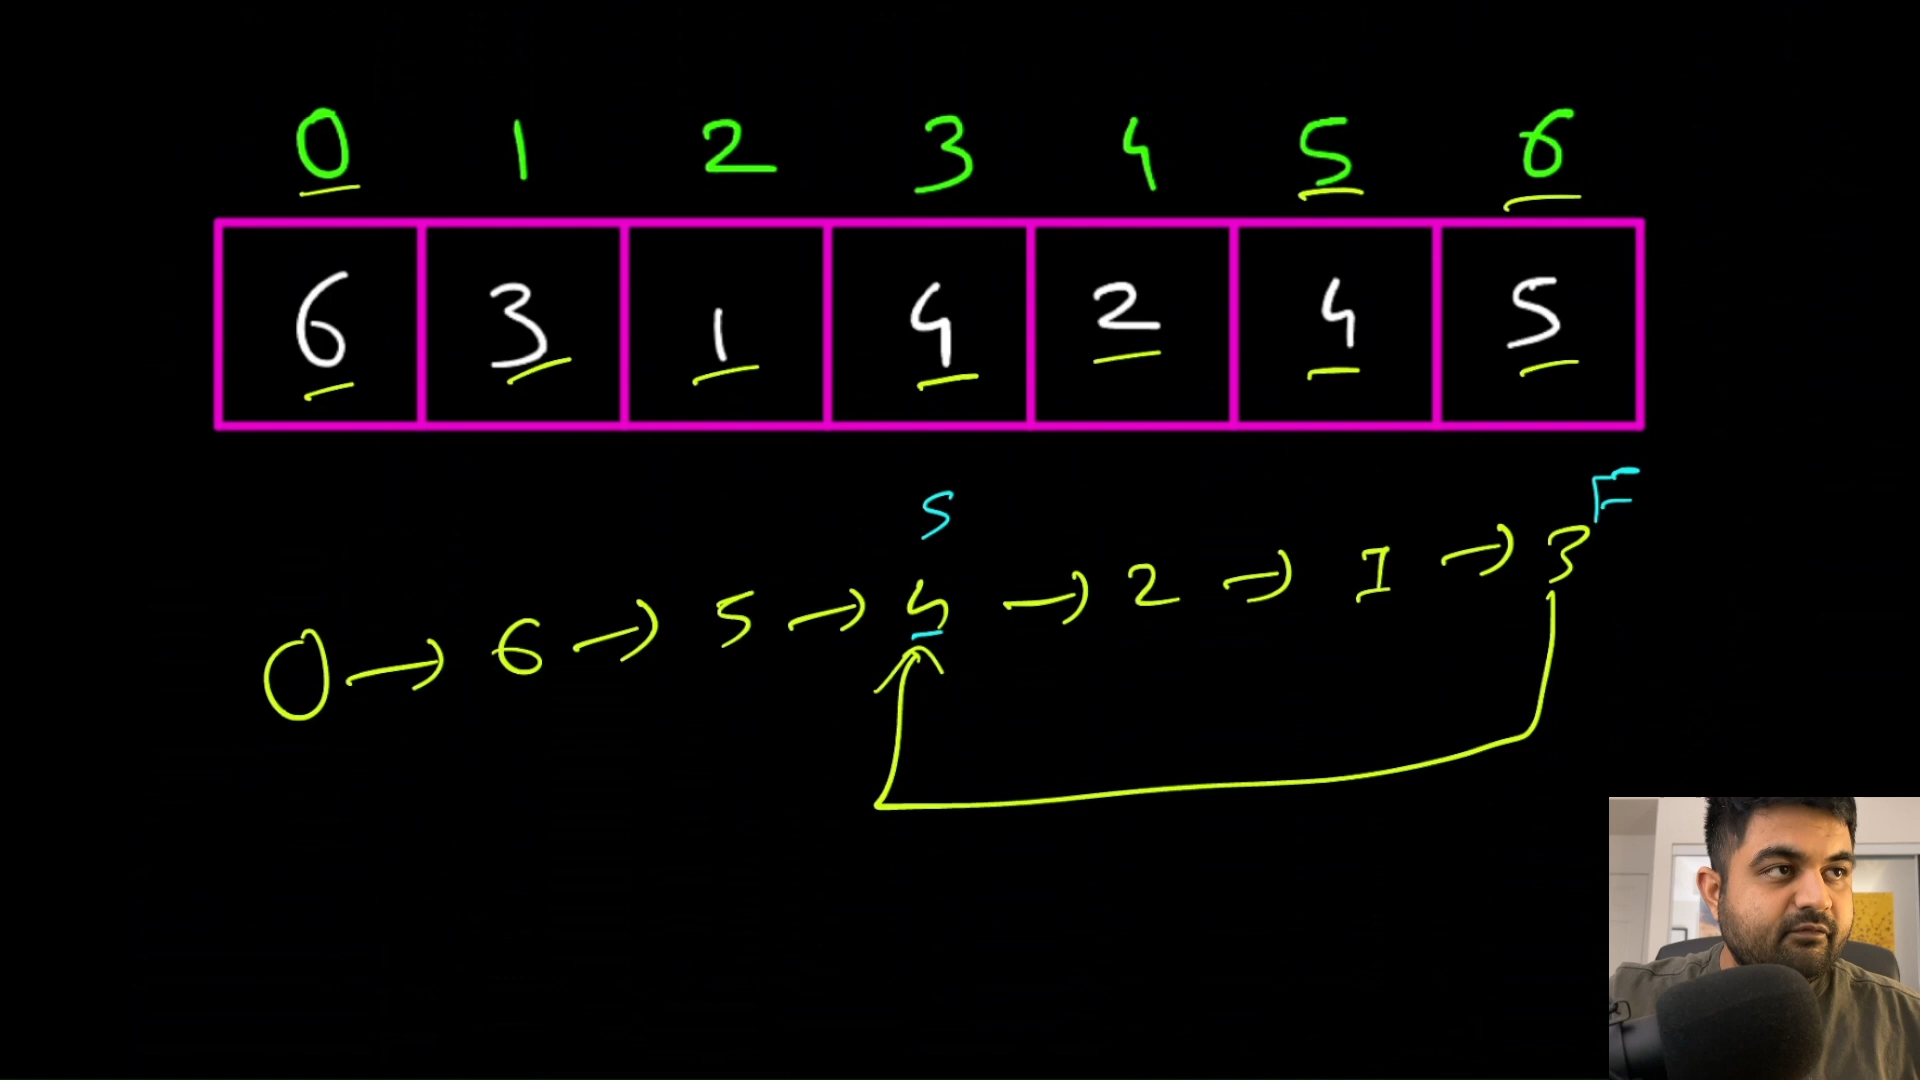 0 1 2 3 4 5 6
6 3 1 4 2 4 5
S F
0 → 6 → 5 → 4 → 2 → 1 → 3